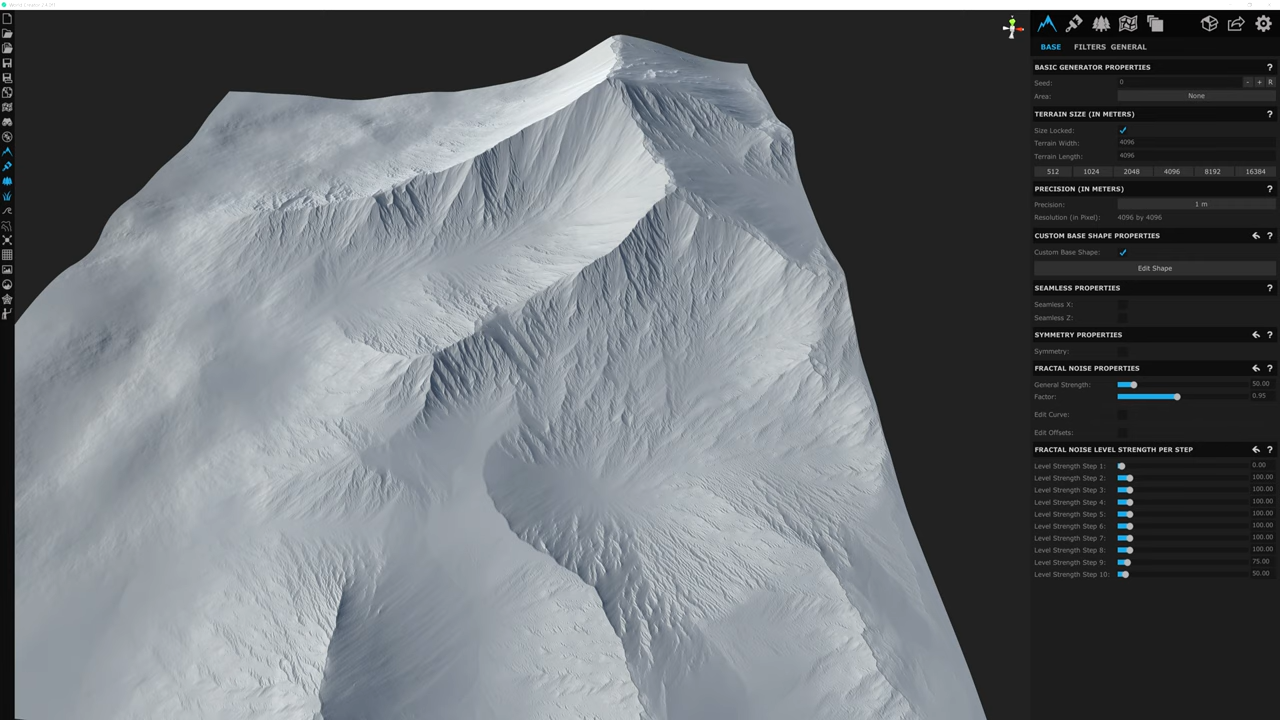 BASE FILTERS GENERAL
BASIC GENERATOR PROPERTIES ?
Seed: 0 - + R
Area: None
TERRAIN SIZE (IN METERS) ?
Size Locked:
Terrain Width: 4096
Terrain Length: 4096
512 1024 2048 4096 8192 16384
PRECISION (IN METERS) ?
Precision: 1 m
Resolution (in Pixel): 4096 by 4096
CUSTOM BASE SHAPE PROPERTIES ?
Custom Base Shape:
Edit Shape
SEAMLESS PROPERTIES ?
Seamless X:
Seamless Z:
SYMMETRY PROPERTIES ?
Symmetry:
FRACTAL NOISE PROPERTIES ?
General Strength: 50.00
Factor: 0.95
Edit Curve:
Edit Offsets:
FRACTAL NOISE LEVEL STRENGTH PER STEP ?
Level Strength Step 1: 0.00
Level Strength Step 2: 100.00
Level Strength Step 3: 100.00
Level Strength Step 4: 100.00
Level Strength Step 5: 100.00
Level Strength Step 6: 100.00
Level Strength Step 7: 100.00
Level Strength Step 8: 100.00
Level Strength Step 9: 75.00
Level Strength Step 10: 50.00